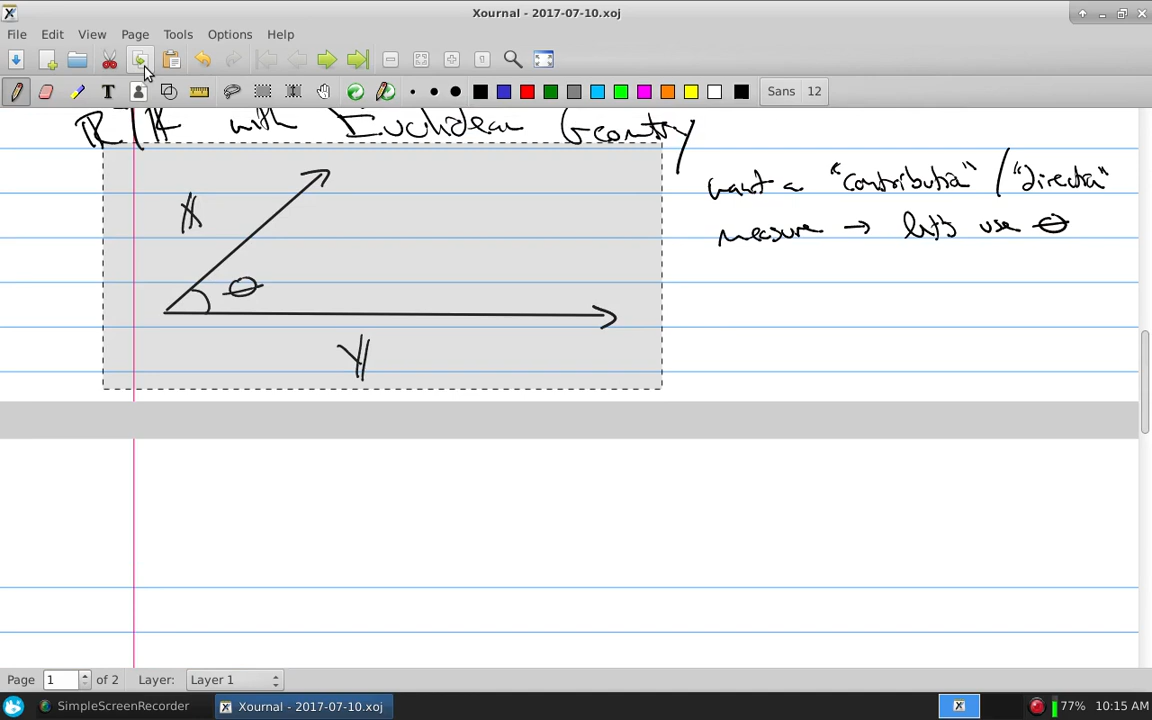 Xournal - 2017-07-10.xoj
File Edit View Page Tools Options Help
Sans 12
with Euclidean Geometry
want a "contribution" / "direction"
measure → let's use θ
X
θ
Y
Page 1 of 2 Layer: Layer 1
SimpleScreenRecorder Xournal - 2017-07-10.xoj 77% 10:15 AM